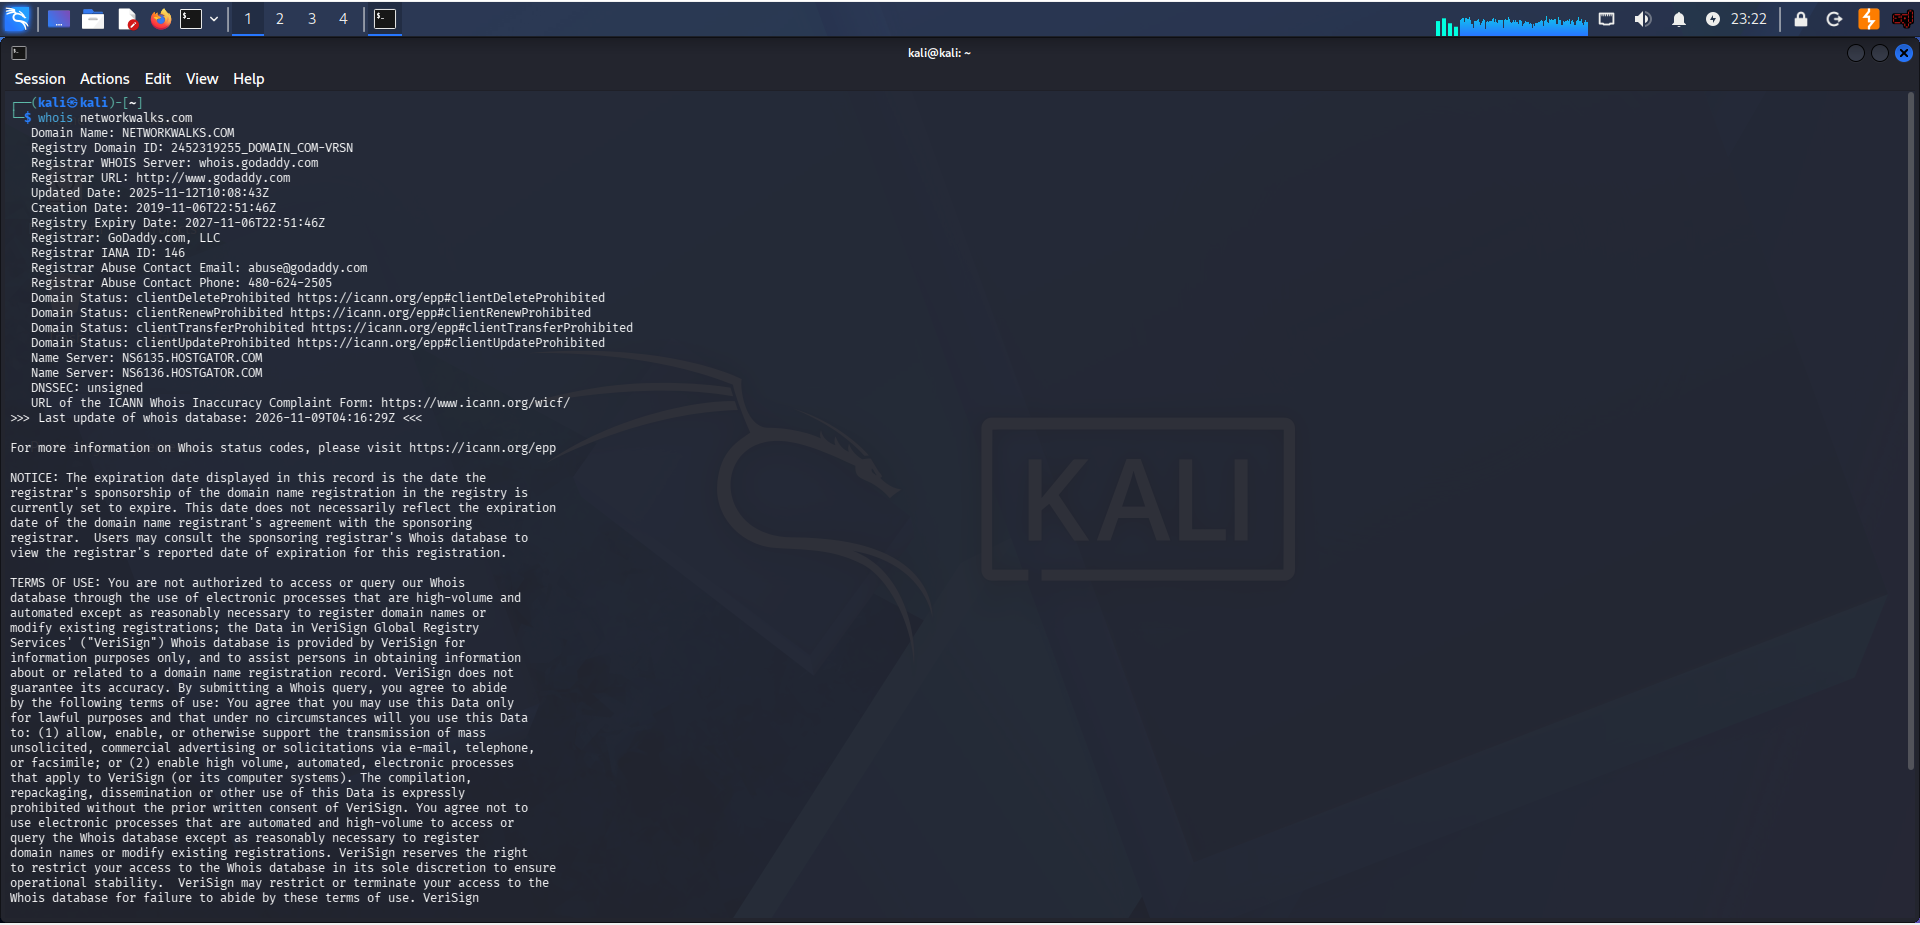 1 2 3 4
23:22
kali@kali: ~
Session Actions Edit View Help
┌──(kali㉿kali)-[~]
└─$ whois networkwalks.com
Domain Name: NETWORKWALKS.COM
Registry Domain ID: 2452319255_DOMAIN_COM-VRSN
Registrar WHOIS Server: whois.godaddy.com
Registrar URL: http://www.godaddy.com
Updated Date: 2025-11-12T10:08:43Z
Creation Date: 2019-11-06T22:51:46Z
Registry Expiry Date: 2027-11-06T22:51:46Z
Registrar: GoDaddy.com, LLC
Registrar IANA ID: 146
Registrar Abuse Contact Email: abuse@godaddy.com
Registrar Abuse Contact Phone: 480-624-2505
Domain Status: clientDeleteProhibited https://icann.org/epp#clientDeleteProhibited
Domain Status: clientRenewProhibited https://icann.org/epp#clientRenewProhibited
Domain Status: clientTransferProhibited https://icann.org/epp#clientTransferProhibited
Domain Status: clientUpdateProhibited https://icann.org/epp#clientUpdateProhibited
Name Server: NS6135.HOSTGATOR.COM
Name Server: NS6136.HOSTGATOR.COM
DNSSEC: unsigned
URL of the ICANN Whois Inaccuracy Complaint Form: https://www.icann.org/wicf/
>>> Last update of whois database: 2026-11-09T04:16:29Z <<<
For more information on Whois status codes, please visit https://icann.org/epp
NOTICE: The expiration date displayed in this record is the date the
registrar's sponsorship of the domain name registration in the registry is
currently set to expire. This date does not necessarily reflect the expiration
date of the domain name registrant's agreement with the sponsoring
registrar.  Users may consult the sponsoring registrar's Whois database to
view the registrar's reported date of expiration for this registration.
TERMS OF USE: You are not authorized to access or query our Whois
database through the use of electronic processes that are high-volume and
automated except as reasonably necessary to register domain names or
modify existing registrations; the Data in VeriSign Global Registry
Services' ("VeriSign") Whois database is provided by VeriSign for
information purposes only, and to assist persons in obtaining information
about or related to a domain name registration record. VeriSign does not
guarantee its accuracy. By submitting a Whois query, you agree to abide
by the following terms of use: You agree that you may use this Data only
for lawful purposes and that under no circumstances will you use this Data
to: (1) allow, enable, or otherwise support the transmission of mass
unsolicited, commercial advertising or solicitations via e-mail, telephone,
or facsimile; or (2) enable high volume, automated, electronic processes
that apply to VeriSign (or its computer systems). The compilation,
repackaging, dissemination or other use of this Data is expressly
prohibited without the prior written consent of VeriSign. You agree not to
use electronic processes that are automated and high-volume to access or
query the Whois database except as reasonably necessary to register
domain names or modify existing registrations. VeriSign reserves the right
to restrict your access to the Whois database in its sole discretion to ensure
operational stability.  VeriSign may restrict or terminate your access to the
Whois database for failure to abide by these terms of use. VeriSign
KALI